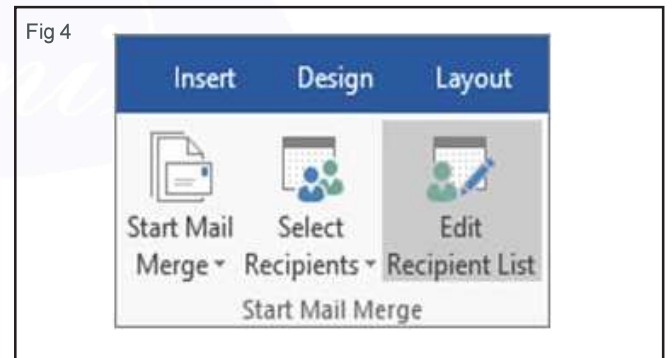 Fig 4
Insert Design Layout
Start Mail Merge Select Recipients Edit Recipient List
Start Mail Merge